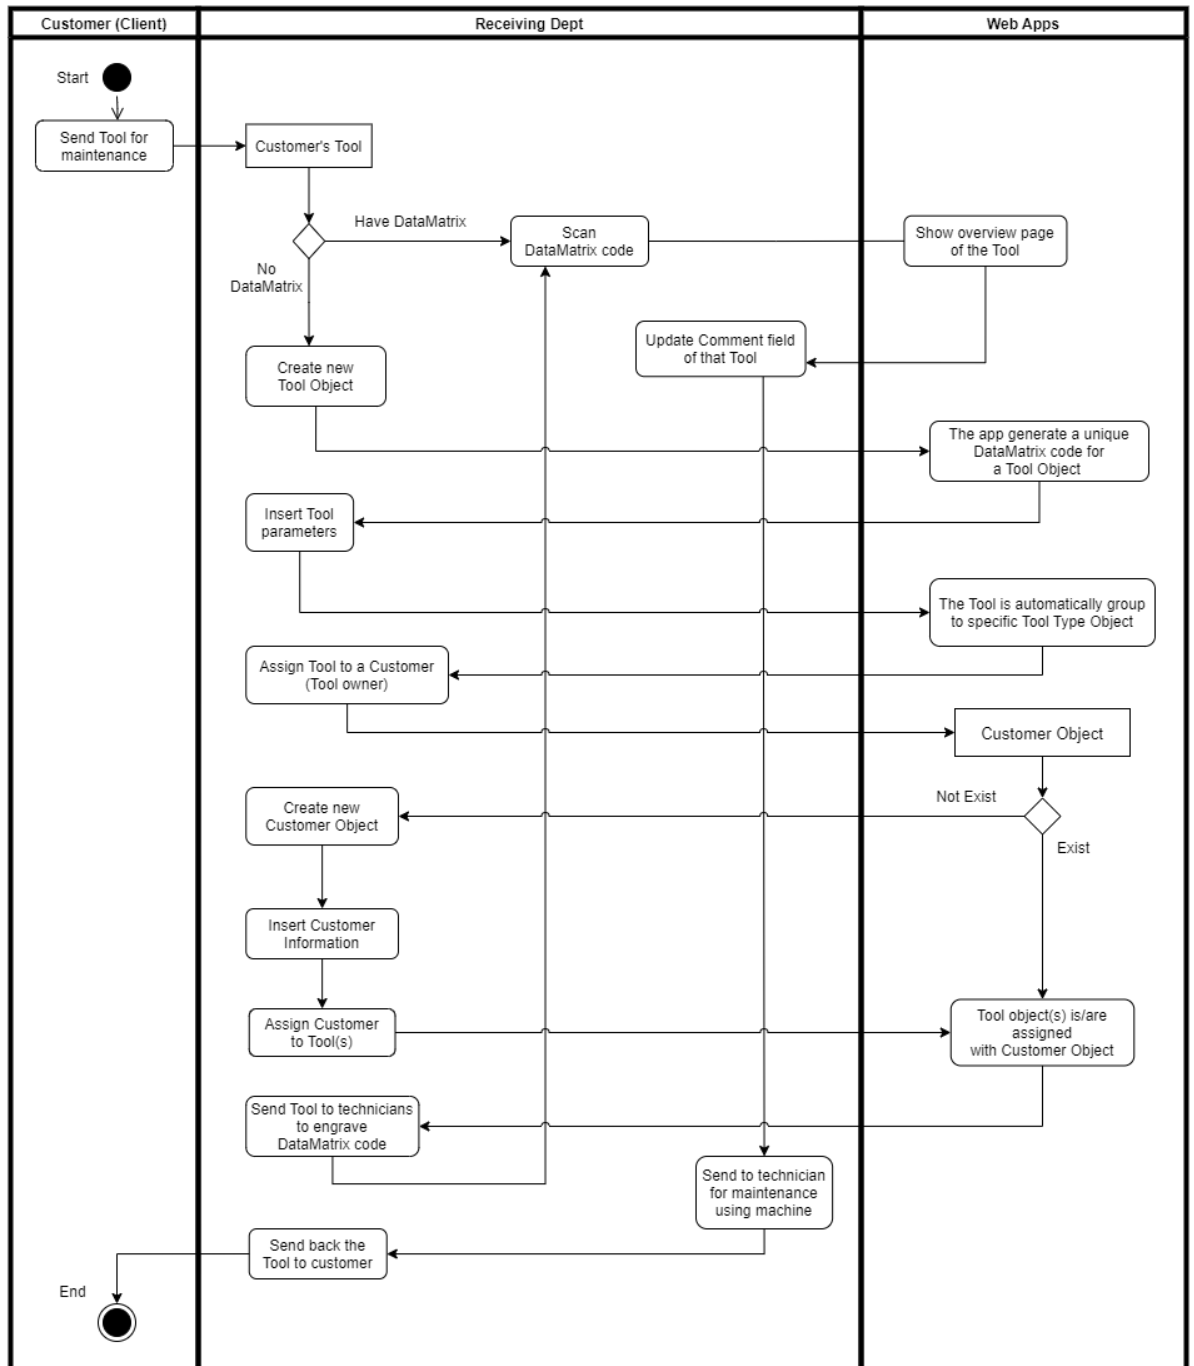 Customer (Client)
Receiving Dept
Web Apps
Start
Send Tool for
maintenance
Customer's Tool
Have DataMatrix
Scan
DataMatrix code
Show overview page
of the Tool
No
DataMatrix
Update Comment field
of that Tool
Create new
Tool Object
The app generate a unique
DataMatrix code for
a Tool Object
Insert Tool
parameters
The Tool is automatically group
to specific Tool Type Object
Assign Tool to a Customer
(Tool owner)
Customer Object
Not Exist
Create new
Customer Object
Exist
Insert Customer
Information
Assign Customer
to Tool(s)
Tool object(s) is/are
assigned
with Customer Object
Send Tool to technicians
to engrave
DataMatrix code
Send to technician
for maintenance
using machine
Send back the
Tool to customer
End